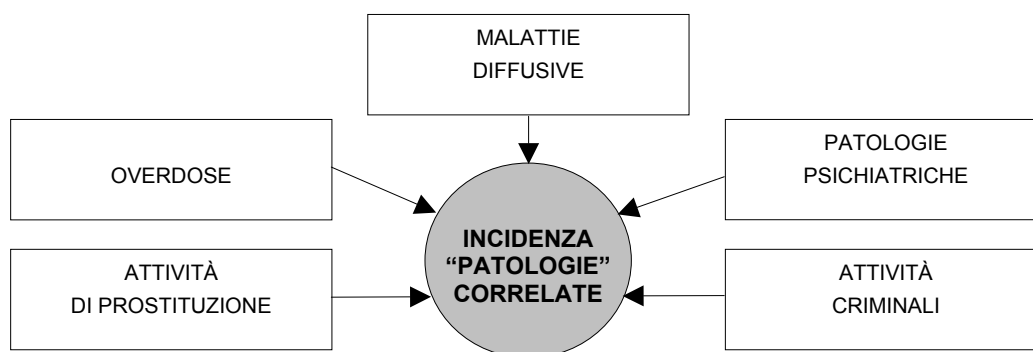 MALATTIE
DIFFUSIVE
OVERDOSE
PATOLOGIE
PSICHIATRICHE
INCIDENZA
“PATOLOGIE”
CORRELATE
ATTIVITÀ
DI PROSTITUZIONE
ATTIVITÀ
CRIMINALI